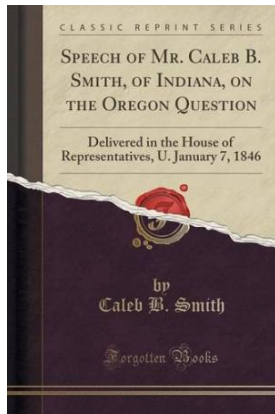 CLASSIC REPRINT SERIES
SPEECH OF MR. CALEB B.
SMITH, OF INDIANA, ON
THE OREGON QUESTION
Delivered in the House of
Representatives, U. January 7, 1846
F
by
Caleb B. Smith
Forgotten Books